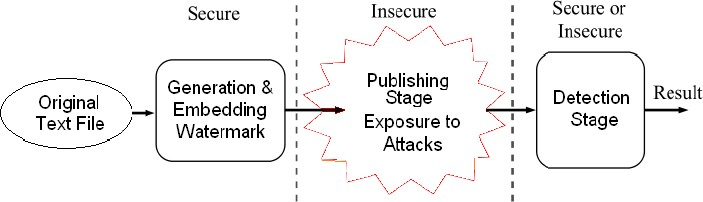 Secure
Insecure
Secure or
Insecure
Original
Text File
Generation &
Embedding
Watermark
Publishing
Stage
Exposure to
Attacks
Detection
Stage
Result